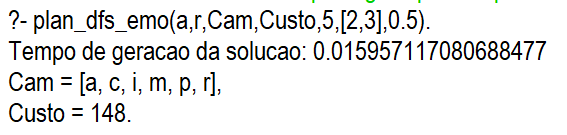 ?- plan_dfs_emo(a,r,Cam,Custo,5,[2,3],0.5).
Tempo de geracao da solucao: 0.015957117080688477
Cam = [a, c, i, m, p, r],
Custo = 148.